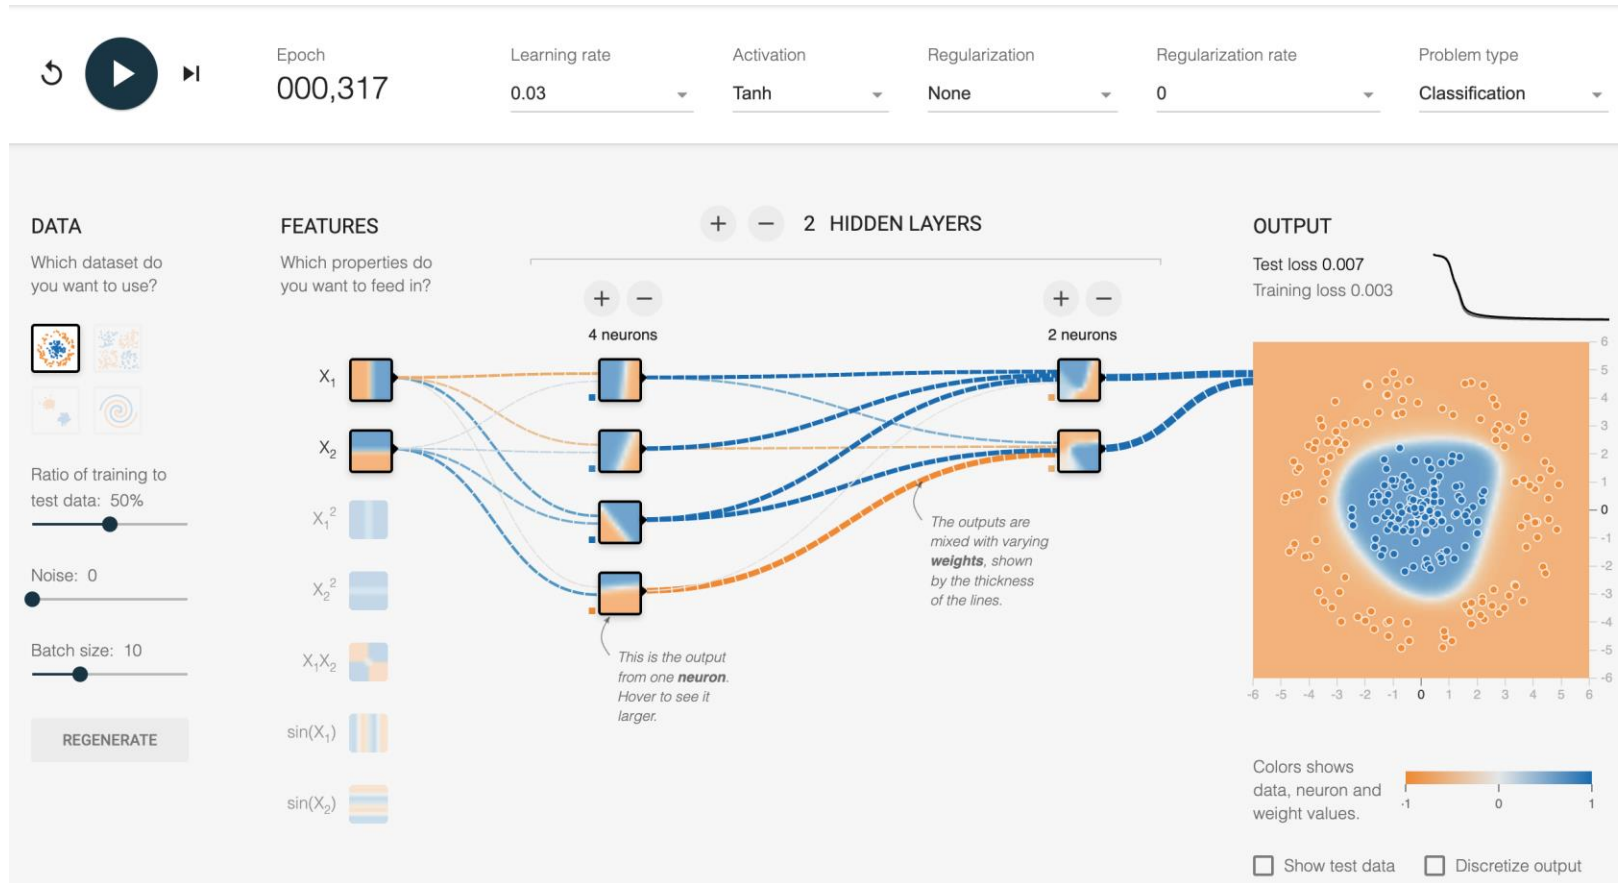 Epoch
000,317
Learning rate
0.03
Activation
Tanh
Regularization
None
Regularization rate
0
Problem type
Classification
DATA
Which dataset do
you want to use?
Ratio of training to
test data: 50%
Noise: 0
Batch size: 10
REGENERATE
FEATURES
Which properties do
you want to feed in?
X₁
X₂
X₁²
X₂²
X₁X₂
sin(X₁)
sin(X₂)
+ − 2 HIDDEN LAYERS
+ −
4 neurons
+ −
2 neurons
The outputs are
mixed with varying
weights, shown
by the thickness
of the lines.
This is the output
from one neuron.
Hover to see it
larger.
OUTPUT
Test loss 0.007
Training loss 0.003
6
5
4
3
2
1
0
-1
-2
-3
-4
-5
-6
-6 -5 -4 -3 -2 -1 0 1 2 3 4 5 6
Colors shows
data, neuron and
weight values.
-1 0 1
Show test data
Discretize output